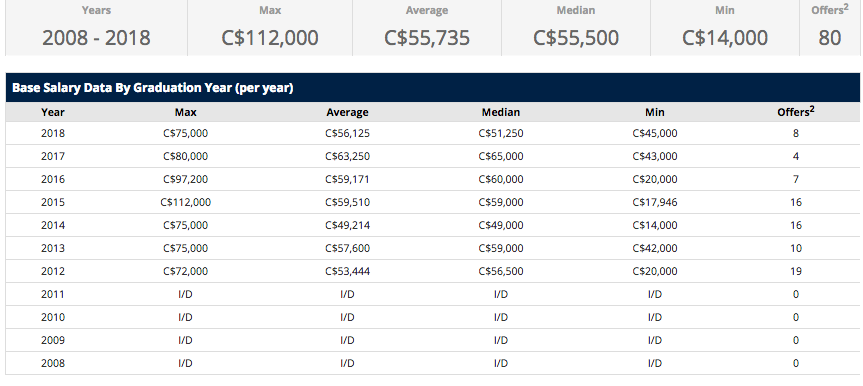 Years Max Average Median Min Offers2
2008 - 2018 C$112,000 C$55,735 C$55,500 C$14,000 80
Base Salary Data By Graduation Year (per year)
Year Max Average Median Min Offers2
2018 C$75,000 C$56,125 C$51,250 C$45,000 8
2017 C$80,000 C$63,250 C$65,000 C$43,000 4
2016 C$97,200 C$59,171 C$60,000 C$20,000 7
2015 C$112,000 C$59,510 C$59,000 C$17,946 16
2014 C$75,000 C$49,214 C$49,000 C$14,000 16
2013 C$75,000 C$57,600 C$59,000 C$42,000 10
2012 C$72,000 C$53,444 C$56,500 C$20,000 19
2011 I/D I/D I/D I/D 0
2010 I/D I/D I/D I/D 0
2009 I/D I/D I/D I/D 0
2008 I/D I/D I/D I/D 0